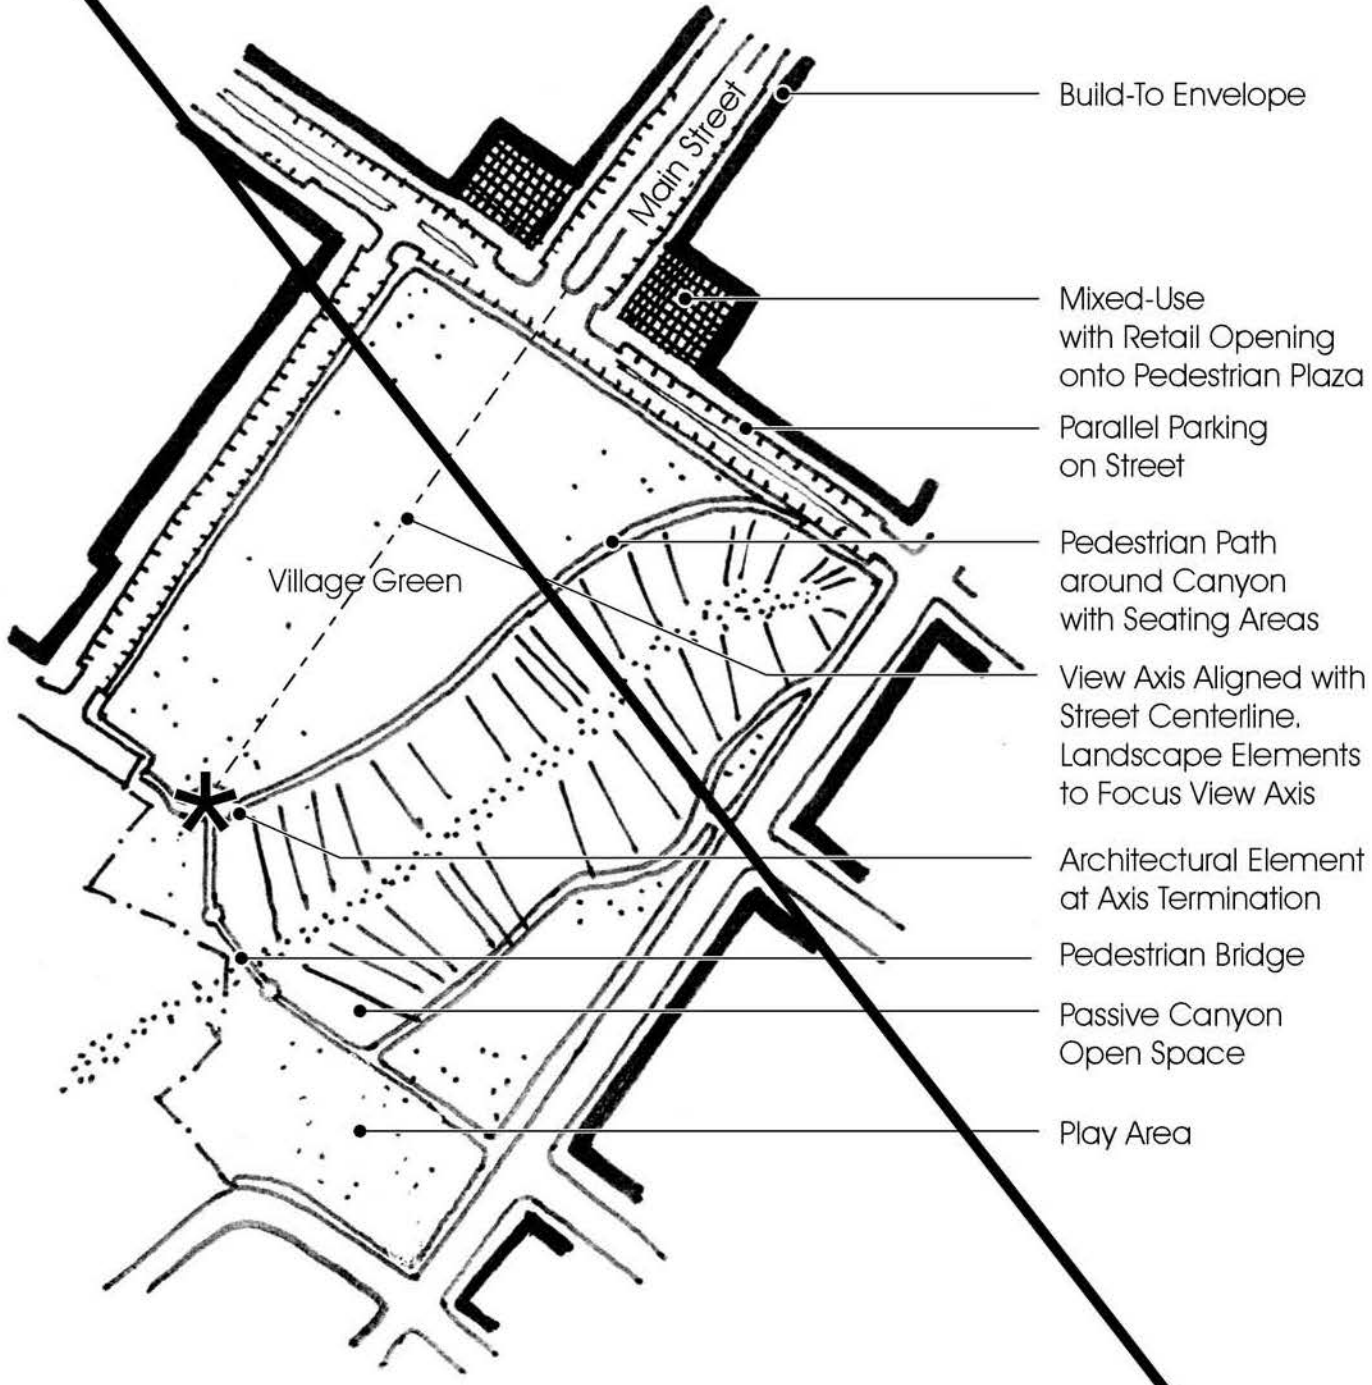 Main Street
Build-To Envelope
Mixed-Use
with Retail Opening
onto Pedestrian Plaza
Parallel Parking
on Street
Pedestrian Path
around Canyon
with Seating Areas
Village Green
View Axis Aligned with
Street Centerline.
Landscape Elements
to Focus View Axis
Architectural Element
at Axis Termination
Pedestrian Bridge
Passive Canyon
Open Space
Play Area